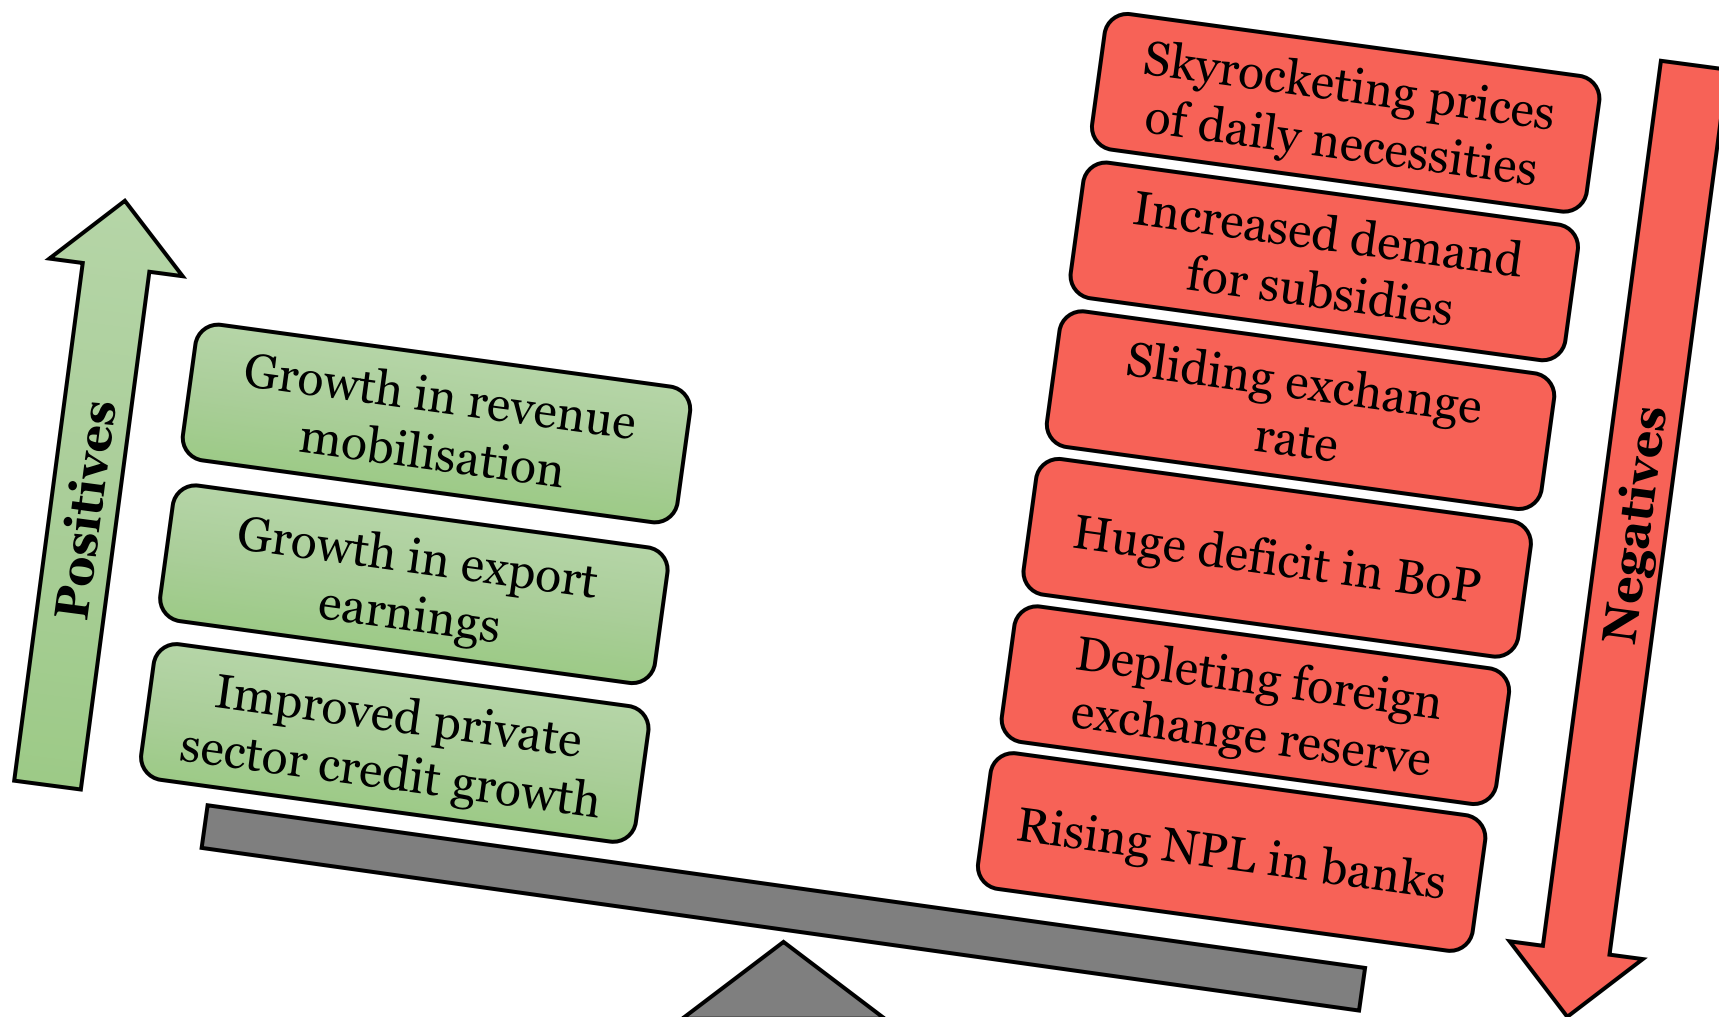 Positives
Growth in revenue
mobilisation
Growth in export
earnings
Improved private
sector credit growth
Skyrocketing prices
of daily necessities
Increased demand
for subsidies
Sliding exchange
rate
Huge deficit in BoP
Depleting foreign
exchange reserve
Rising NPL in banks
Negatives